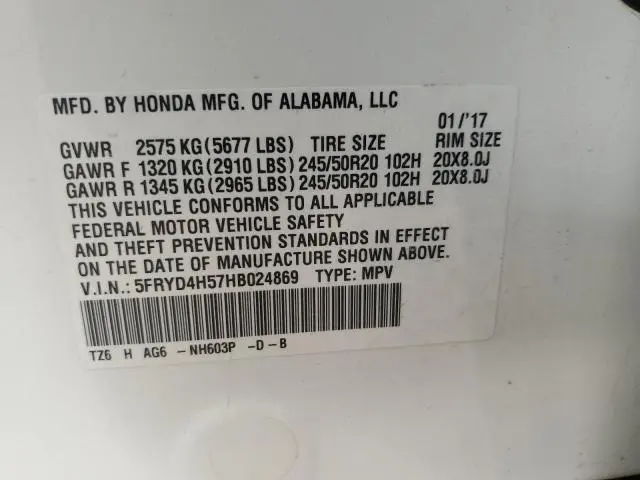 MFD. BY HONDA MFG. OF ALABAMA, LLC
01/'17
GVWR 2575 KG(5677 LBS) TIRE SIZE RIM SIZE
GAWR F 1320 KG(2910 LBS)245/50R20 102H 20X8.0J
GAWR R 1345 KG(2965 LBS)245/50R20 102H 20X8.0J
THIS VEHICLE CONFORMS TO ALL APPLICABLE
FEDERAL MOTOR VEHICLE SAFETY
AND THEFT PREVENTION STANDARDS IN EFFECT
ON THE DATE OF MANUFACTURE SHOWN ABOVE.
V.I.N.: 5FRYD4H57HB024869 TYPE: MPV
TZ6 H AG6 -NH603P -D-B